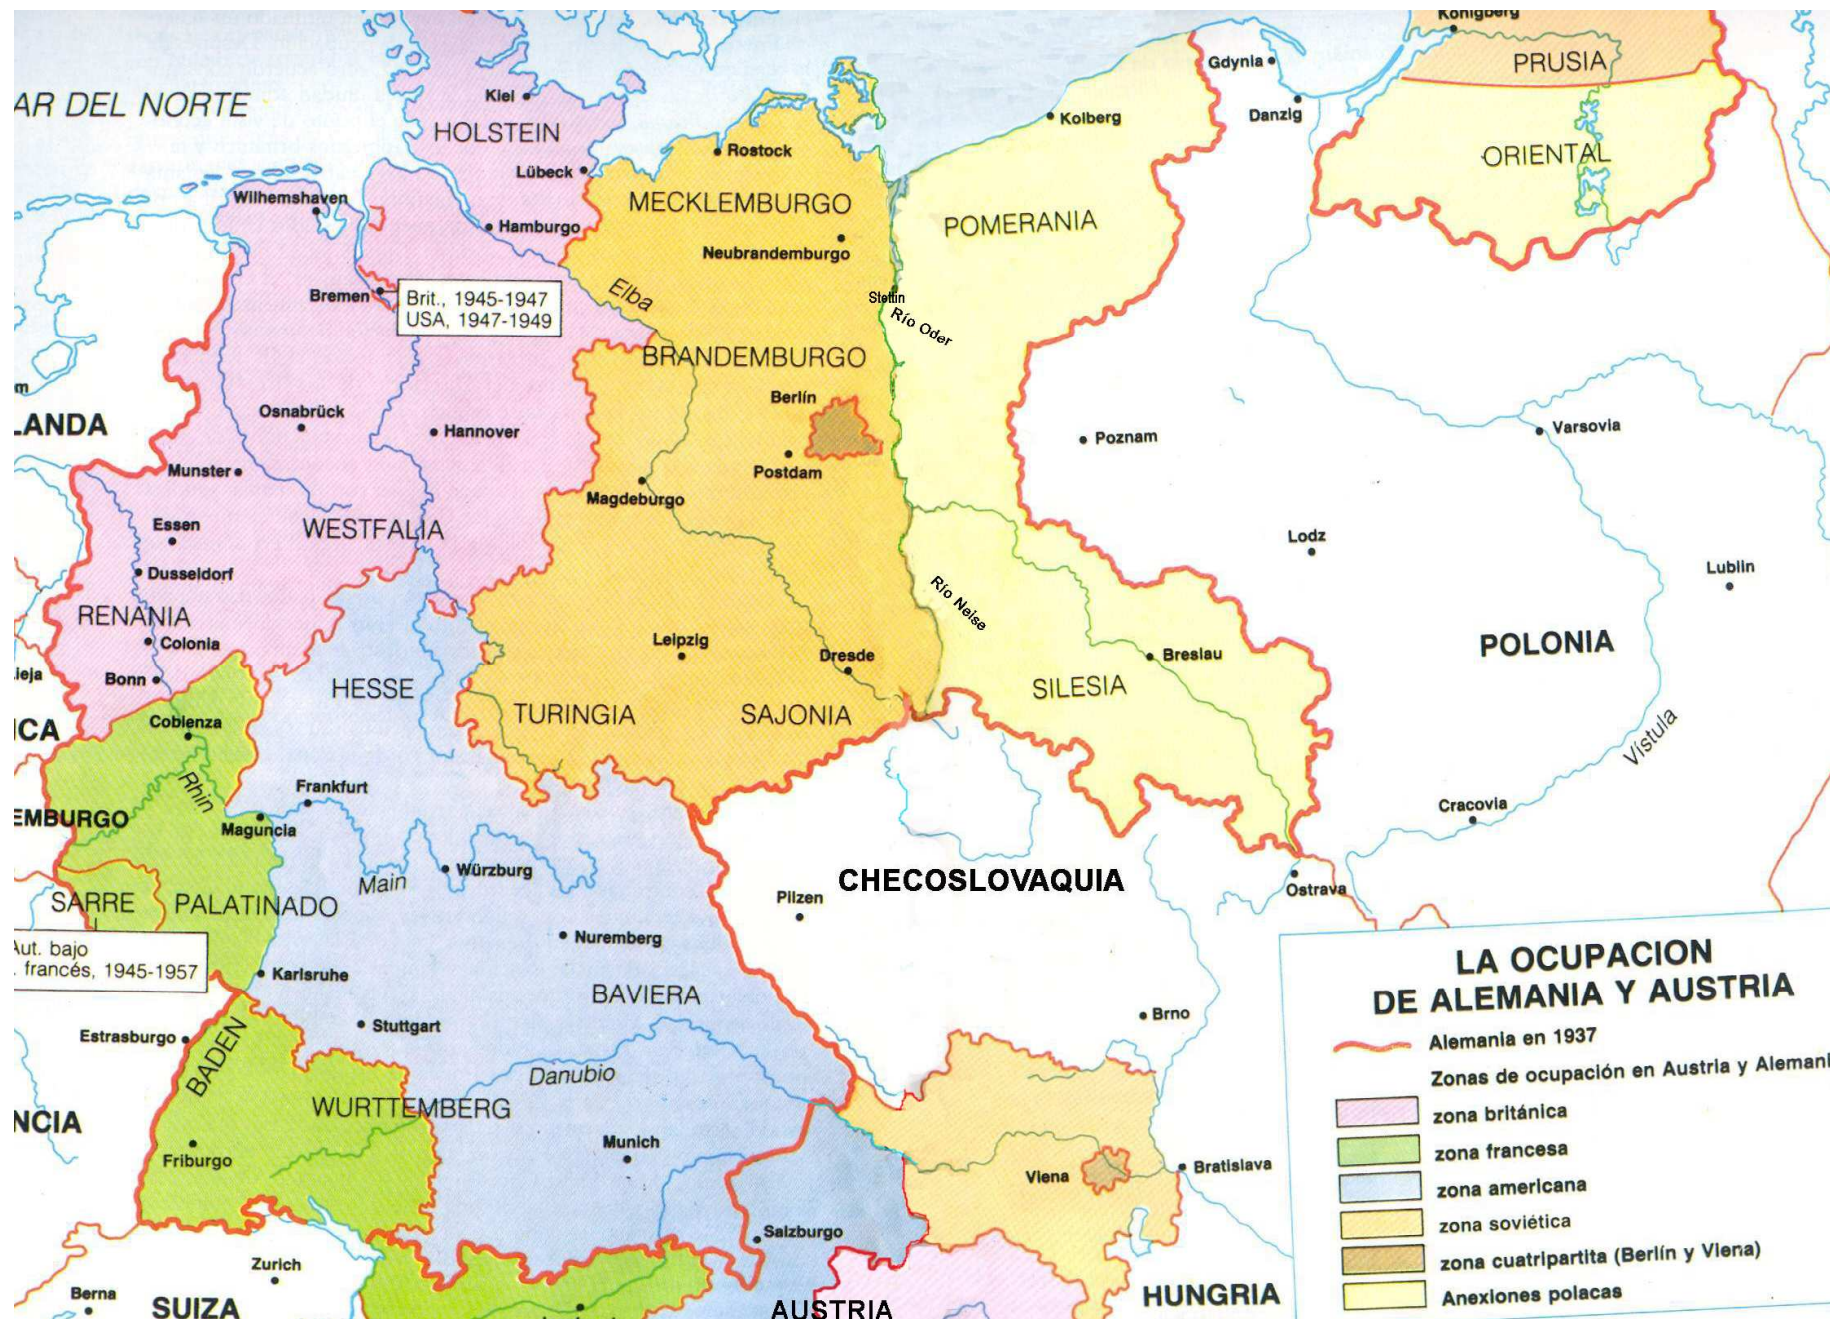 Königberg
Gdynia
PRUSIA
AR DEL NORTE
Kiel
HOLSTEIN
Danzig
Kolberg
Rostock
ORIENTAL
Lübeck
Wilhemshaven
MECKLEMBURGO
POMERANIA
Hamburgo
Neubrandemburgo
Elba
Bremen
Brit., 1945-1947
USA, 1947-1949
Stettin
Río Oder
BRANDEMBURGO
m
Berlín
LANDA
Osnabrück
Hannover
Poznam
Varsovia
Munster
Postdam
Magdeburgo
Essen
WESTFALIA
Lodz
Dusseldorf
Lublin
Río Neise
RENANIA
Colonia
Leipzig
Dresde
Breslau
POLONIA
ieja
Bonn
HESSE
SILESIA
ICA
Coblenza
TURINGIA
SAJONIA
Vístula
Rhin
Frankfurt
EMBURGO
Maguncia
Cracovia
Main
Würzburg
CHECOSLOVAQUIA
Ostrava
SARRE
PALATINADO
Pilzen
Nuremberg
Aut. bajo
. francés, 1945-1957
Karlsruhe
BAVIERA
Stuttgart
Brno
Estrasburgo
BADEN
Danubio
WURTTEMBERG
NCIA
Munich
Friburgo
Viena
Bratislava
Salzburgo
Zurich
Berna
SUIZA
AUSTRIA
HUNGRIA
LA OCUPACION
DE ALEMANIA Y AUSTRIA
Alemania en 1937
Zonas de ocupación en Austria y Alemani
zona británica
zona francesa
zona americana
zona soviética
zona cuatripartita (Berlín y Viena)
Anexiones polacas